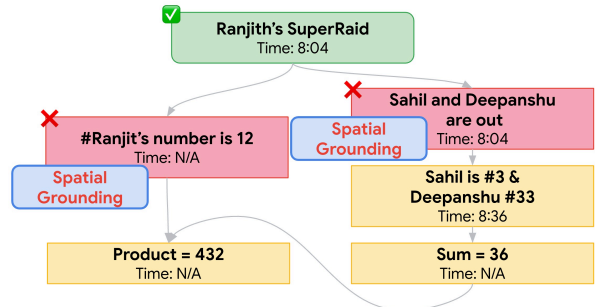 Ranjith's SuperRaid
Time: 8:04
Sahil and Deepanshu
are out
Time: 8:04
#Ranjit's number is 12
Time: N/A
Spatial
Grounding
Spatial
Grounding
Sahil is #3 &
Deepanshu #33
Time: 8:36
Product = 432
Time: N/A
Sum = 36
Time: N/A